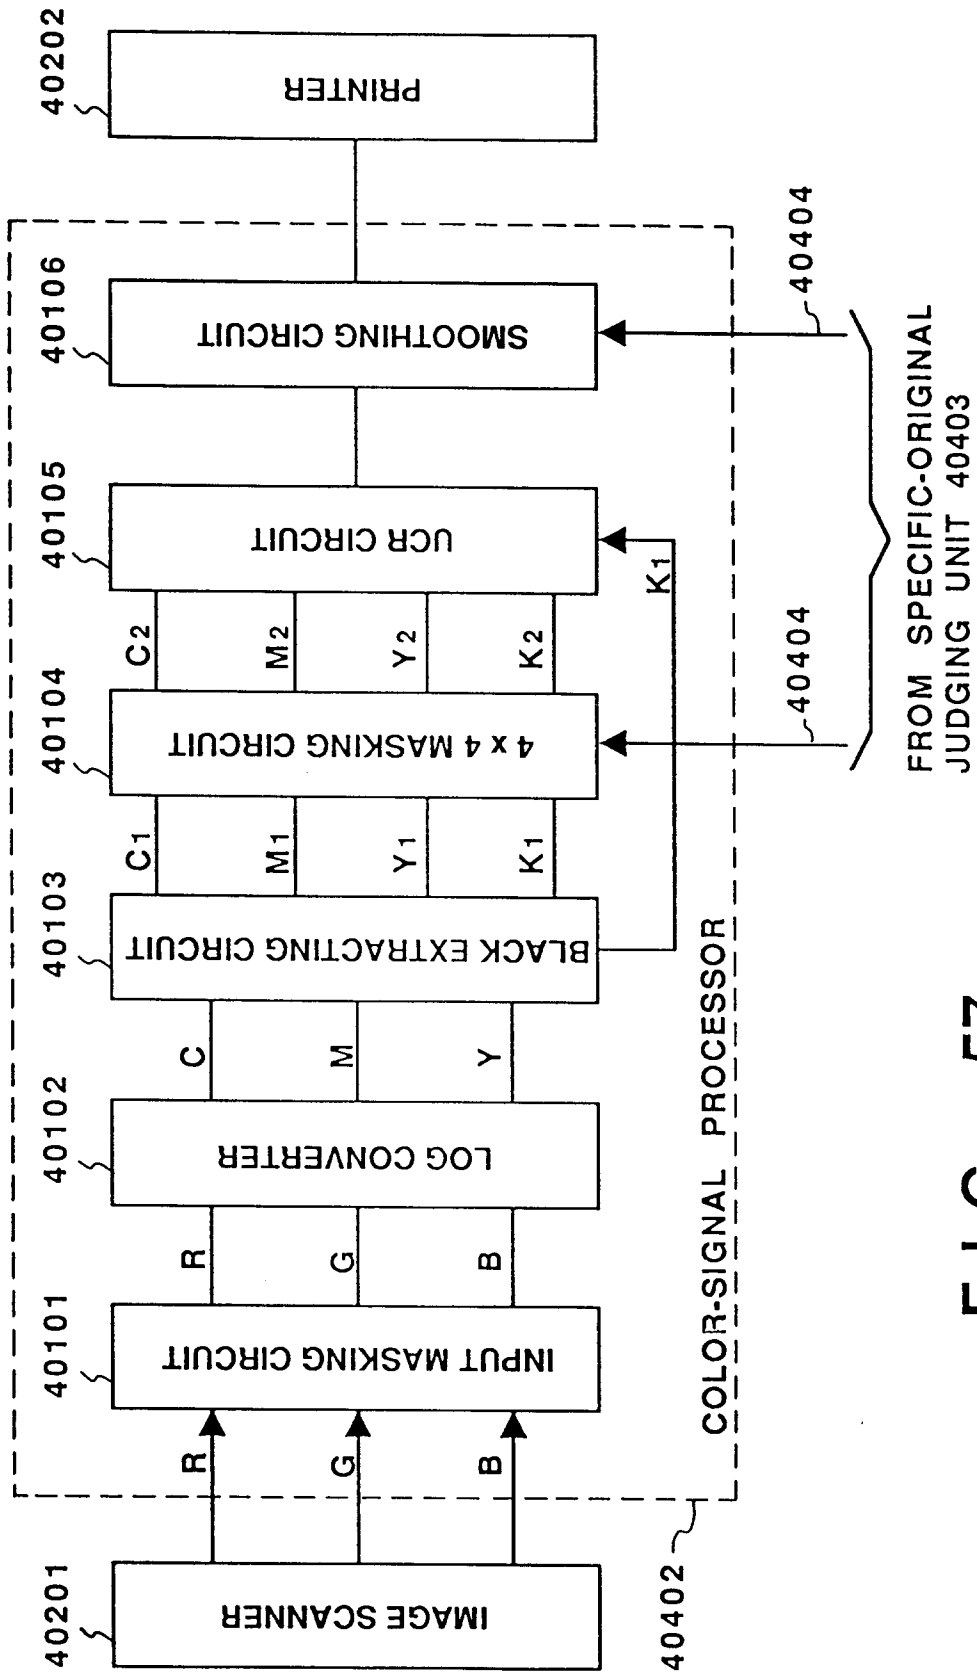 40201
IMAGE SCANNER
R
G
B
40101
INPUT MASKING CIRCUIT
R
G
B
40102
LOG CONVERTER
C
M
Y
40103
BLACK EXTRACTING CIRCUIT
C1
M1
Y1
K1
40104
4 x 4 MASKING CIRCUIT
C2
M2
Y2
K2
40105
UCR CIRCUIT
K1
40106
SMOOTHING CIRCUIT
40202
PRINTER
40402
COLOR-SIGNAL PROCESSOR
40404
40404
FROM SPECIFIC-ORIGINAL
JUDGING UNIT 40403